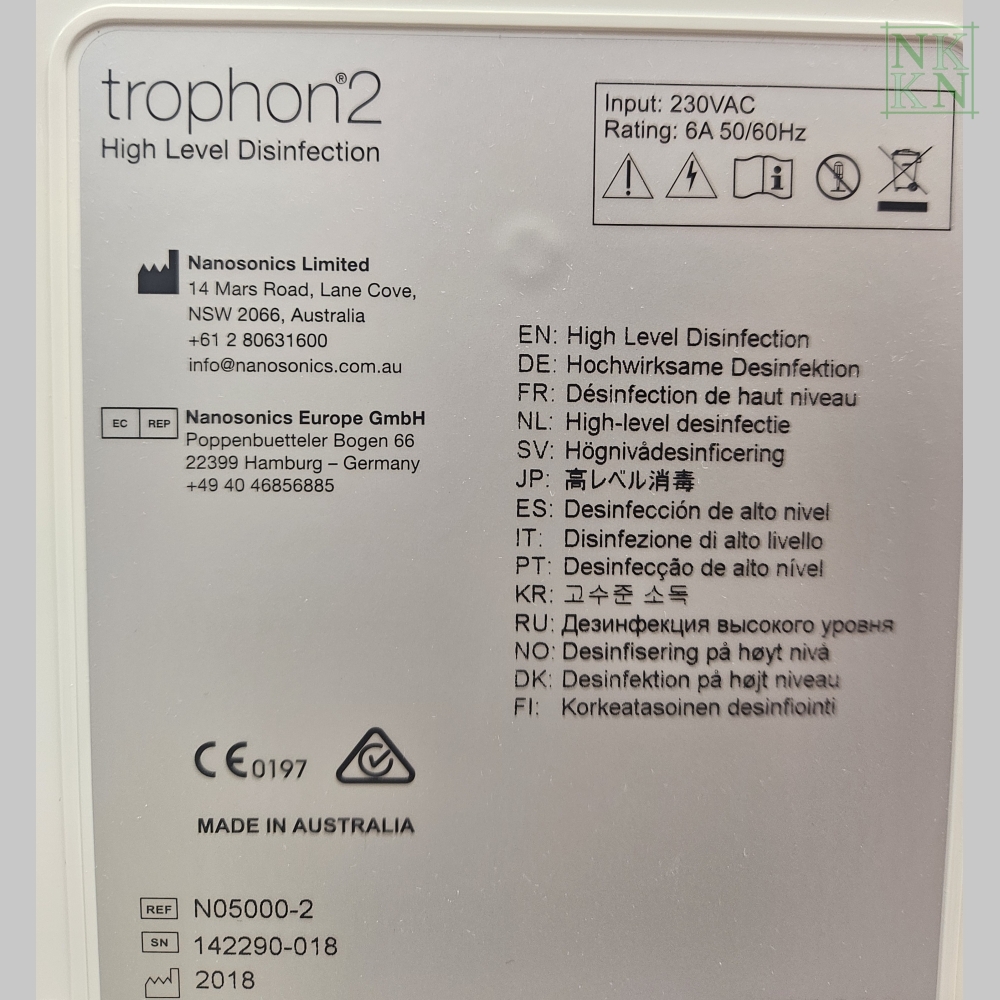 trophon®2
High Level Disinfection
Input: 230VAC
Rating: 6A 50/60Hz
Nanosonics Limited
14 Mars Road, Lane Cove,
NSW 2066, Australia
+61 2 80631600
info@nanosonics.com.au
EC REP
Nanosonics Europe GmbH
Poppenbuetteler Bogen 66
22399 Hamburg – Germany
+49 40 46856885
EN: High Level Disinfection
DE: Hochwirksame Desinfektion
FR: Désinfection de haut niveau
NL: High-level desinfectie
SV: Högnivådesinficering
JP: 高レベル消毒
ES: Desinfección de alto nivel
IT: Disinfezione di alto livello
PT: Desinfecção de alto nível
KR: 고수준 소독
RU: Дезинфекция высокого уровня
NO: Desinfisering på høyt nivå
DK: Desinfektion på højt niveau
FI: Korkeatasoinen desinfiointi
CE 0197
MADE IN AUSTRALIA
REF N05000-2
SN 142290-018
2018
NK
KN